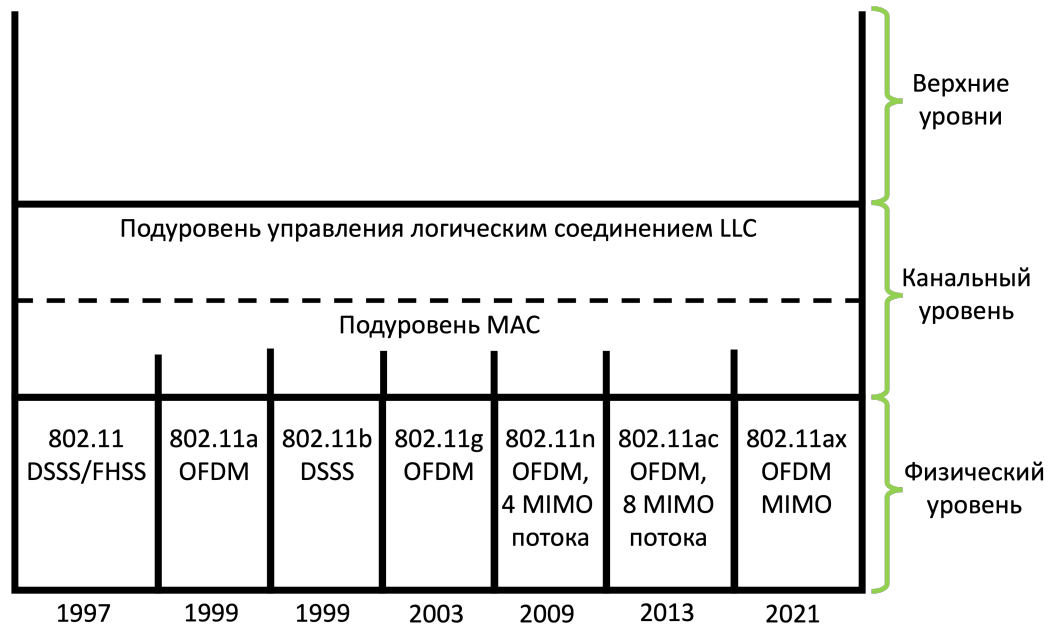 Верхние
уровни
Подуровень управления логическим соединением LLC
Канальный
уровень
Подуровень MAC
802.11
DSSS/FHSS
802.11a
OFDM
802.11b
DSSS
802.11g
OFDM
802.11n
OFDM,
4 MIMO
потока
802.11ac
OFDM,
8 MIMO
потока
802.11ax
OFDM
MIMO
Физический
уровень
1997
1999
1999
2003
2009
2013
2021